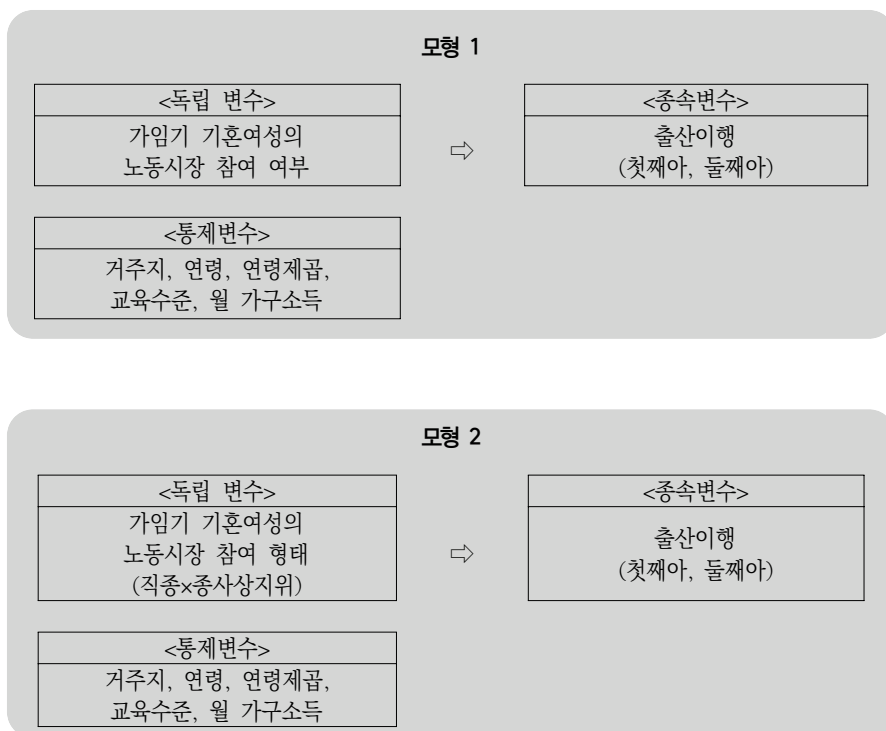 모형 1
<독립 변수>
가임기 기혼여성의
노동시장 참여 여부
⇨
<종속변수>
출산이행
(첫째아, 둘째아)
<통제변수>
거주지, 연령, 연령제곱,
교육수준, 월 가구소득
모형 2
<독립 변수>
가임기 기혼여성의
노동시장 참여 형태
(직종×종사상지위)
⇨
<종속변수>
출산이행
(첫째아, 둘째아)
<통제변수>
거주지, 연령, 연령제곱,
교육수준, 월 가구소득